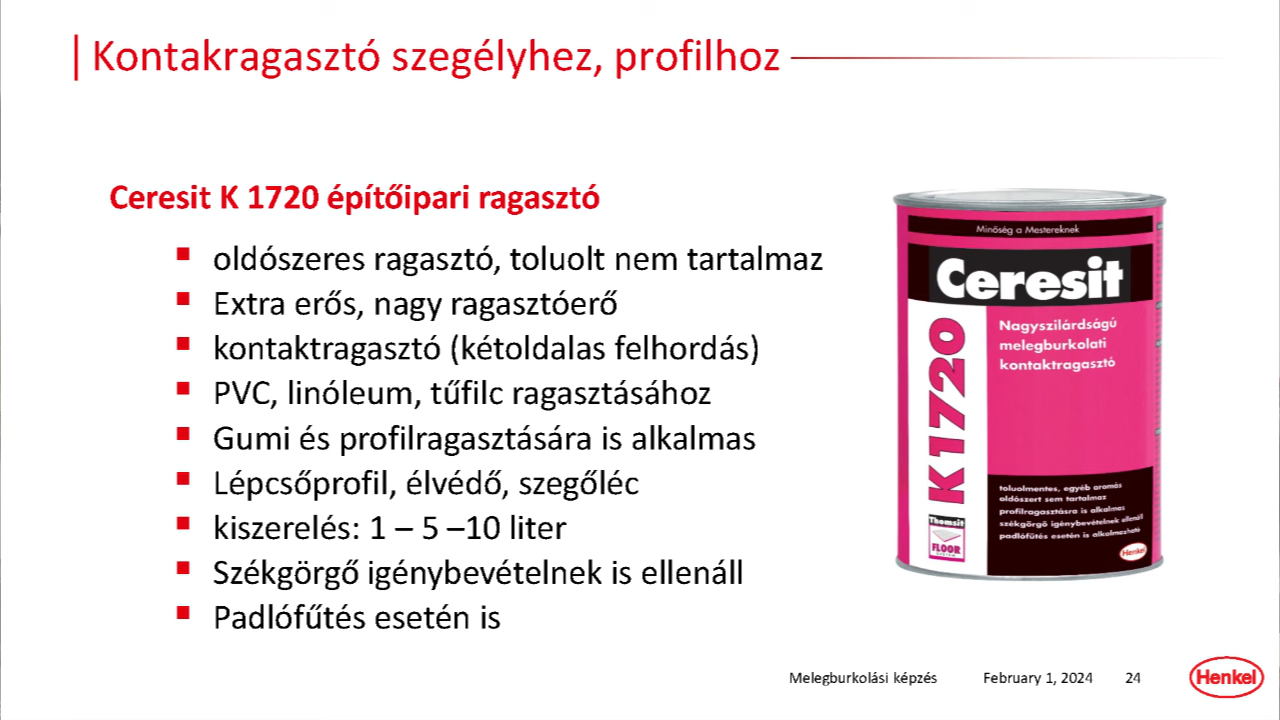 Kontakragasztó szegélyhez, profilhoz
Ceresit K 1720 építőipari ragasztó
oldószeres ragasztó, toluolt nem tartalmaz
Extra erős, nagy ragasztóerő
kontaktragasztó (kétoldalas felhordás)
PVC, linóleum, tűfilc ragasztásához
Gumi és profilragasztására is alkalmas
Lépcsőprofil, élvédő, szegőléc
kiszerelés: 1 – 5 –10 liter
Székgörgő igénybevételnek is ellenáll
Padlófűtés esetén is
Minőség a Mestereknek
Ceresit
K1720
Nagyszilárdságú
melegburkolati
kontaktragasztó
toluolmentes, egyéb aromás
oldószert sem tartalmaz
profilragasztásra is alkalmas
székgörgő igénybevételnek ellenáll
padlófűtés esetén is alkalmazható
Thomsit
FLOOR
SYSTEM
Henkel
Melegburkolási képzés
February 1, 2024
24
Henkel